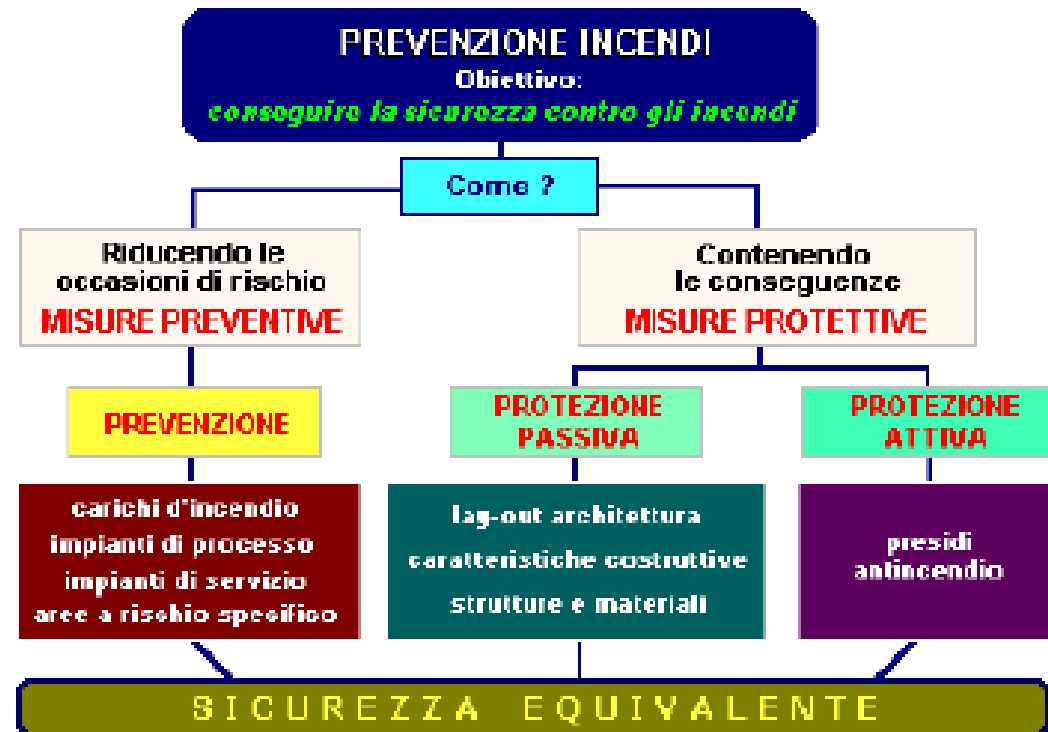 PREVENZIONE INCENDI
Obiettivo:
conseguire la sicurezza contro gli incendi
Come ?
Riducendo le
occasioni di rischio
MISURE PREVENTIVE
Contenendo
le conseguenze
MISURE PROTETTIVE
PREVENZIONE
PROTEZIONE
PASSIVA
PROTEZIONE
ATTIVA
carichi d'incendio
impianti di processo
impianti di servizio
aree a rischio spesifico
lay-out architettura
caratteristiche costruttive
strutture e materiali
presidi
antincendio
SICUREZZA EQUIVALENTE